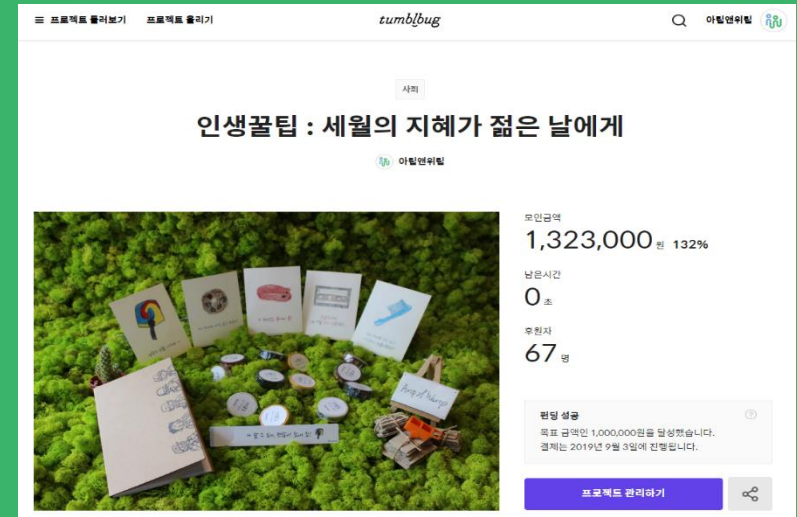 프로젝트 둘러보기 프로젝트 올리기 tumblbug 아립앤위립
사회
인생꿀팁 : 세월의 지혜가 젊은 날에게
아립앤위립
모인금액
1,323,000 원 132%
남은시간
0 초
후원자
67 명
펀딩 성공
목표 금액인 1,000,000원을 달성했습니다.
결제는 2019년 9월 3일에 진행됩니다.
프로젝트 관리하기